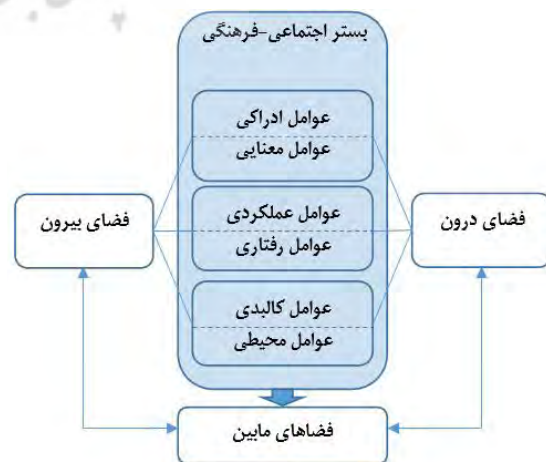 بستر اجتماعی-فرهنگی
عوامل ادراکی
عوامل معنایی
فضای درون
عوامل عملکردی
عوامل رفتاری
فضای بیرون
عوامل کالبدی
عوامل محیطی
فضاهای مابین